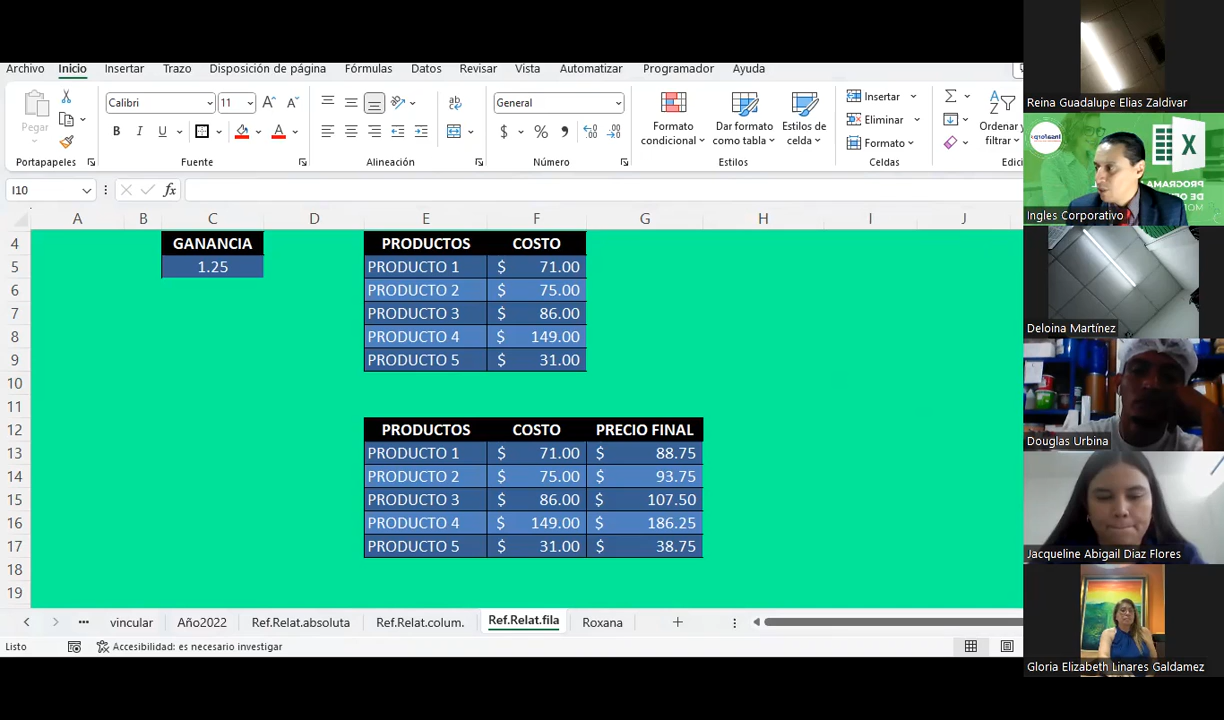 Archivo Inicio Insertar Trazo Disposición de página Fórmulas Datos Revisar Vista Automatizar Programador Ayuda
Pegar
Portapapeles
Calibri 11
N K S
Fuente
Alineación
General
$ % ,
Número
Formato condicional
Dar formato como tabla
Estilos de celda
Estilos
Insertar
Eliminar
Formato
Celdas
Ordenar y
filtrar
Edici
I10 fx
A B C D E F G H I J
4 GANANCIA PRODUCTOS COSTO
5 1.25 PRODUCTO 1 $ 71.00
6 PRODUCTO 2 $ 75.00
7 PRODUCTO 3 $ 86.00
8 PRODUCTO 4 $ 149.00
9 PRODUCTO 5 $ 31.00
10
11
12 PRODUCTOS COSTO PRECIO FINAL
13 PRODUCTO 1 $ 71.00 $ 88.75
14 PRODUCTO 2 $ 75.00 $ 93.75
15 PRODUCTO 3 $ 86.00 $ 107.50
16 PRODUCTO 4 $ 149.00 $ 186.25
17 PRODUCTO 5 $ 31.00 $ 38.75
18
19
vincular Año2022 Ref.Relat.absoluta Ref.Relat.colum. Ref.Relat.fila Roxana
Listo Accesibilidad: es necesario investigar
Reina Guadalupe Elias Zaldivar
Ingles Corporativo
Deloina Martínez
Douglas Urbina
Jacqueline Abigail Diaz Flores
Gloria Elizabeth Linares Galdamez